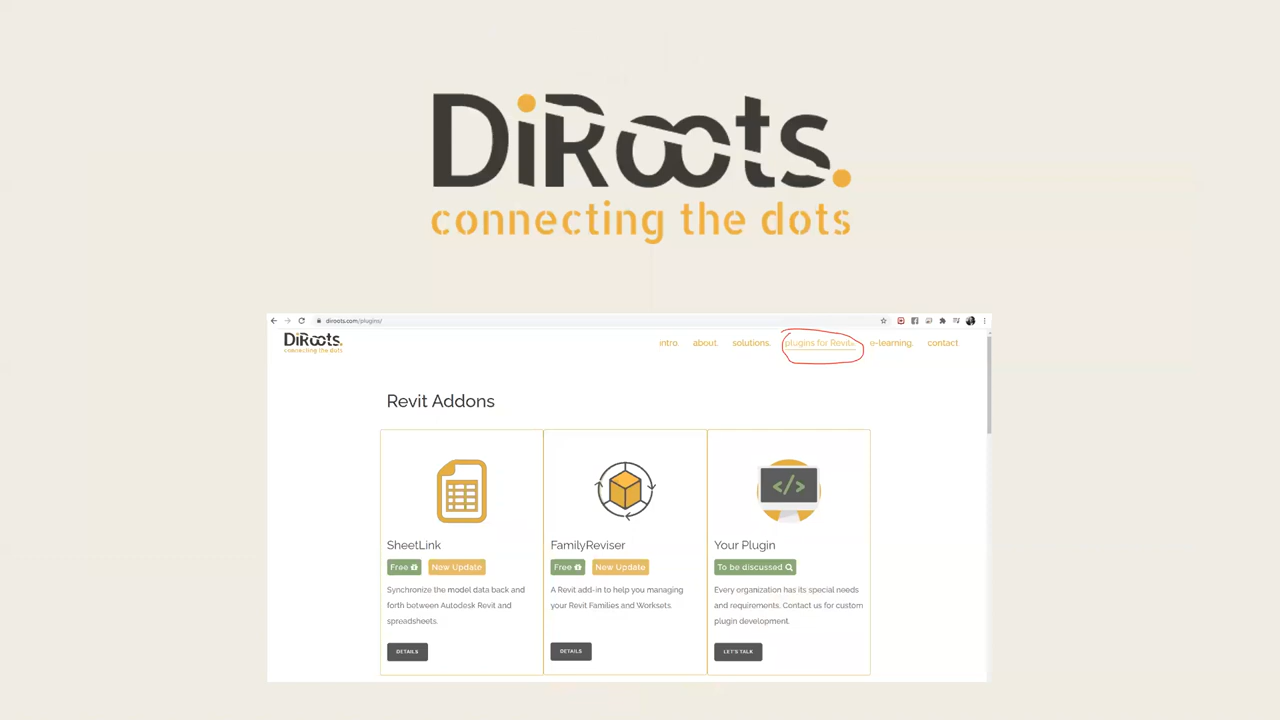 DiRoots.
connecting the dots
diroots.com/plugins/
DiRoots.
connecting the dots
intro. about. solutions. plugins for Revit. e-learning. contact
Revit Addons
SheetLink
Free New Update
Synchronize the model data back and
forth between Autodesk Revit and
spreadsheets.
DETAILS
FamilyReviser
Free New Update
A Revit add-in to help you managing
your Revit Families and Worksets.
DETAILS
Your Plugin
To be discussed
Every organization has its special needs
and requirements. Contact us for custom
plugin development.
LET'S TALK